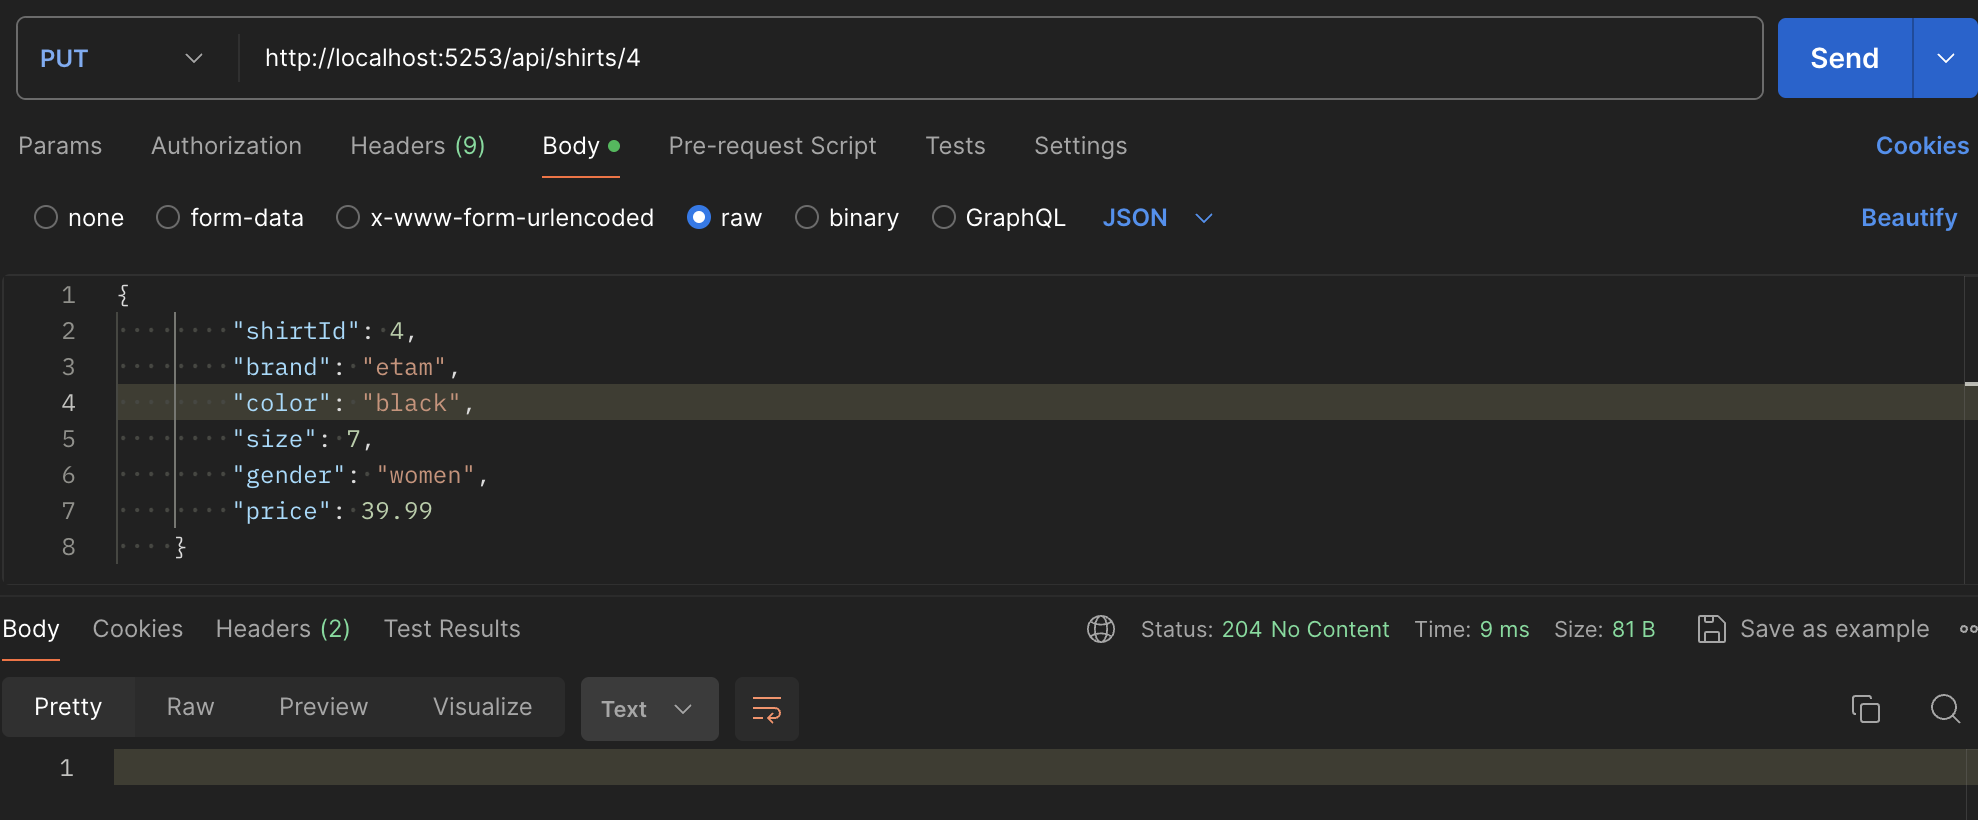 PUT http://localhost:5253/api/shirts/4 Send
Params Authorization Headers (9) Body Pre-request Script Tests Settings Cookies
none form-data x-www-form-urlencoded raw binary GraphQL JSON Beautify
1 {
2 "shirtId": 4,
3 "brand": "etam",
4 "color": "black",
5 "size": 7,
6 "gender": "women",
7 "price": 39.99
8 }
Body Cookies Headers (2) Test Results Status: 204 No Content Time: 9 ms Size: 81 B Save as example
Pretty Raw Preview Visualize Text
1